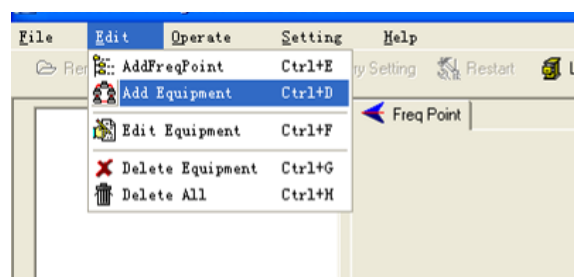 File Edit Operate Setting Help
AddFreqPoint Ctrl+E
Restart
Add Equipment Ctrl+D
Freq Point
Edit Equipment Ctrl+F
Delete Equipment Ctrl+G
Delete All Ctrl+H